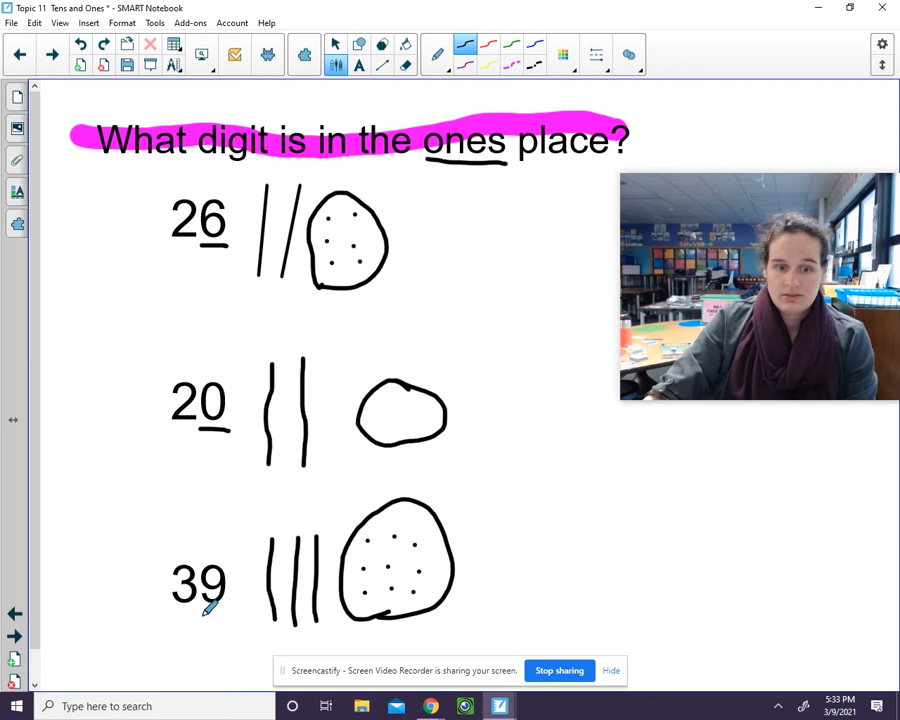 Topic 11 Tens and Ones * - SMART Notebook
File Edit View Insert Format Tools Add-ons Account Help
What digit is in the ones place?
26
20
39
Screencastify - Screen Video Recorder is sharing your screen. Stop sharing Hide
Type here to search
5:33 PM
3/9/2021